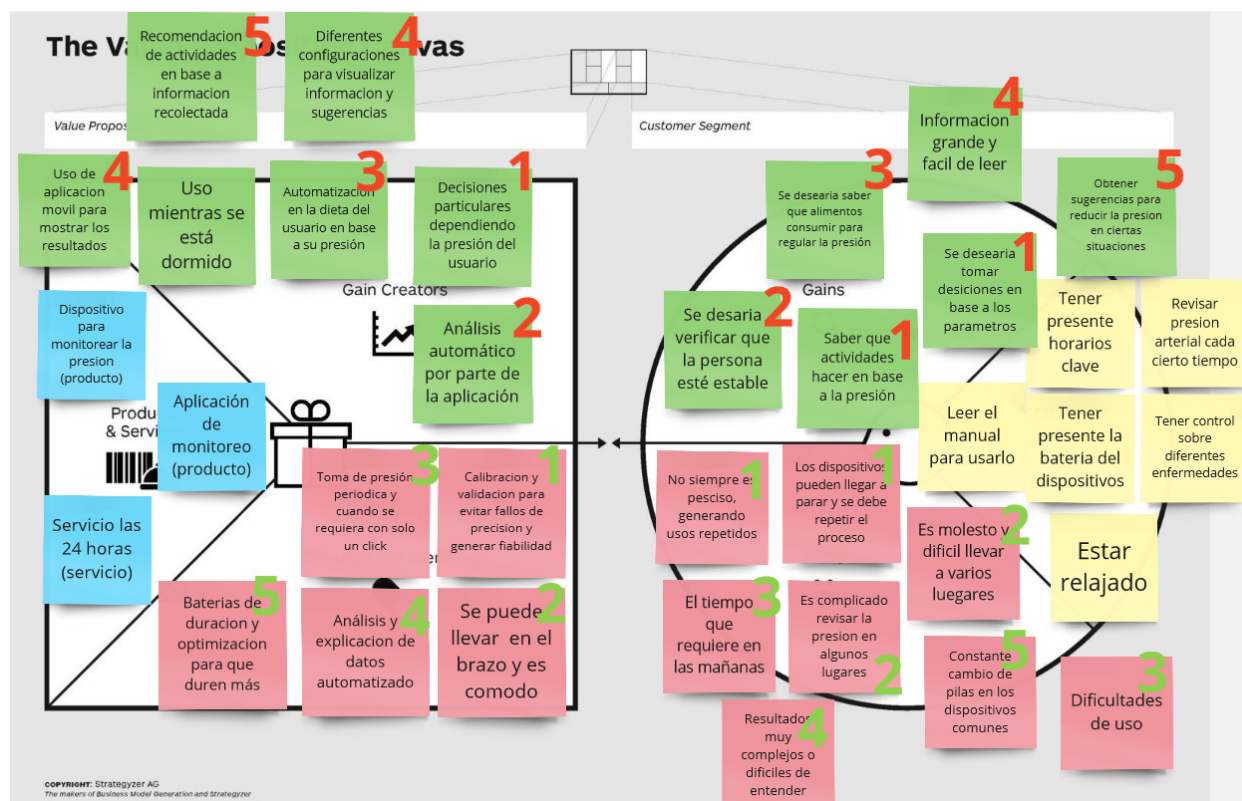 The Va
os
vas
Recomendacion
de actividades
en base a
informacion
recolectada
5
Diferentes
configuraciones
para visualizar
informacion y
sugerencias
4
Value Propos
Customer Segment
Informacion
grande y
facil de leer
4
Uso de
aplicacion
movil para
mostrar los
resultados
4
Uso
mientras se
está
dormido
Automatización
en la dieta del
usuario en base
a su presión
3
Decisiones
particulares
dependiendo
la presión del
usuario
1
Se desearia saber
que alimentos
consumir para
regular la presión
3
Obtener
sugerencias para
reducir la presion
en ciertas
situaciones
5
Se desearia
tomar
desiciones en
base a los
parametros
1
Gain Creators
Gains
Dispositivo
para
monitorear la
presion
(producto)
Análisis
automático
por parte de
la aplicación
2
Se desaria
verificar que
la persona
esté estable
2
Saber que
actividades
hacer en base
a la presión
1
Tener
presente
horarios
clave
Revisar
presion
arterial cada
cierto tiempo
Produ
& Servi
Aplicación
de
monitoreo
(producto)
Leer el
manual
para usarlo
Tener
presente la
bateria del
dispositivos
Tener control
sobre
diferentes
enfermedades
Toma de presión
periodica y
cuando se
requiera con solo
un click
3
Calibracion y
validacion para
evitar fallos de
precision y
generar fiabilidad
1
No siempre es
pesciso,
generando
usos repetidos
1
Los dispositivos
pueden llegar a
parar y se debe
repetir el
proceso
1
Servicio las
24 horas
(servicio)
Es molesto y
dificil llevar
a varios
luegares
2
Estar
relajado
er
Baterias de
duracion y
optimizacion
para que
duren más
5
Análisis y
explicacion de
datos
automatizado
4
Se puede
llevar en el
brazo y es
comodo
2
El tiempo
que
requiere en
las mañanas
3
Es complicado
revisar la
presion en
algunos
lugares
2
Constante
cambio de
pilas en los
dispositivos
comunes
5
Dificultades
de uso
3
Resultados
muy
complejos o
dificiles de
entender
4
COPYRIGHT: Strategyzer AG
The makers of Business Model Generation and Strategyzer